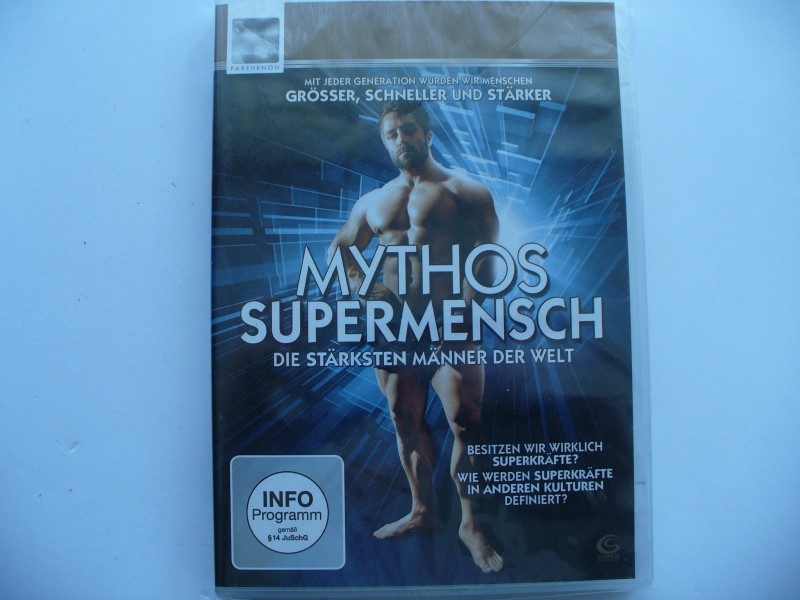 PARTHENON
MIT JEDER GENERATION WURDEN WIR MENSCHEN
GRÖSSER, SCHNELLER UND STÄRKER
MYTHOS
SUPERMENSCH
DIE STÄRKSTEN MÄNNER DER WELT
BESITZEN WIR WIRKLICH
SUPERKRÄFTE?
WIE WERDEN SUPERKRÄFTE
IN ANDEREN KULTUREN
DEFINIERT?
INFO
Programm
gemäß
§ 14 JuSchG